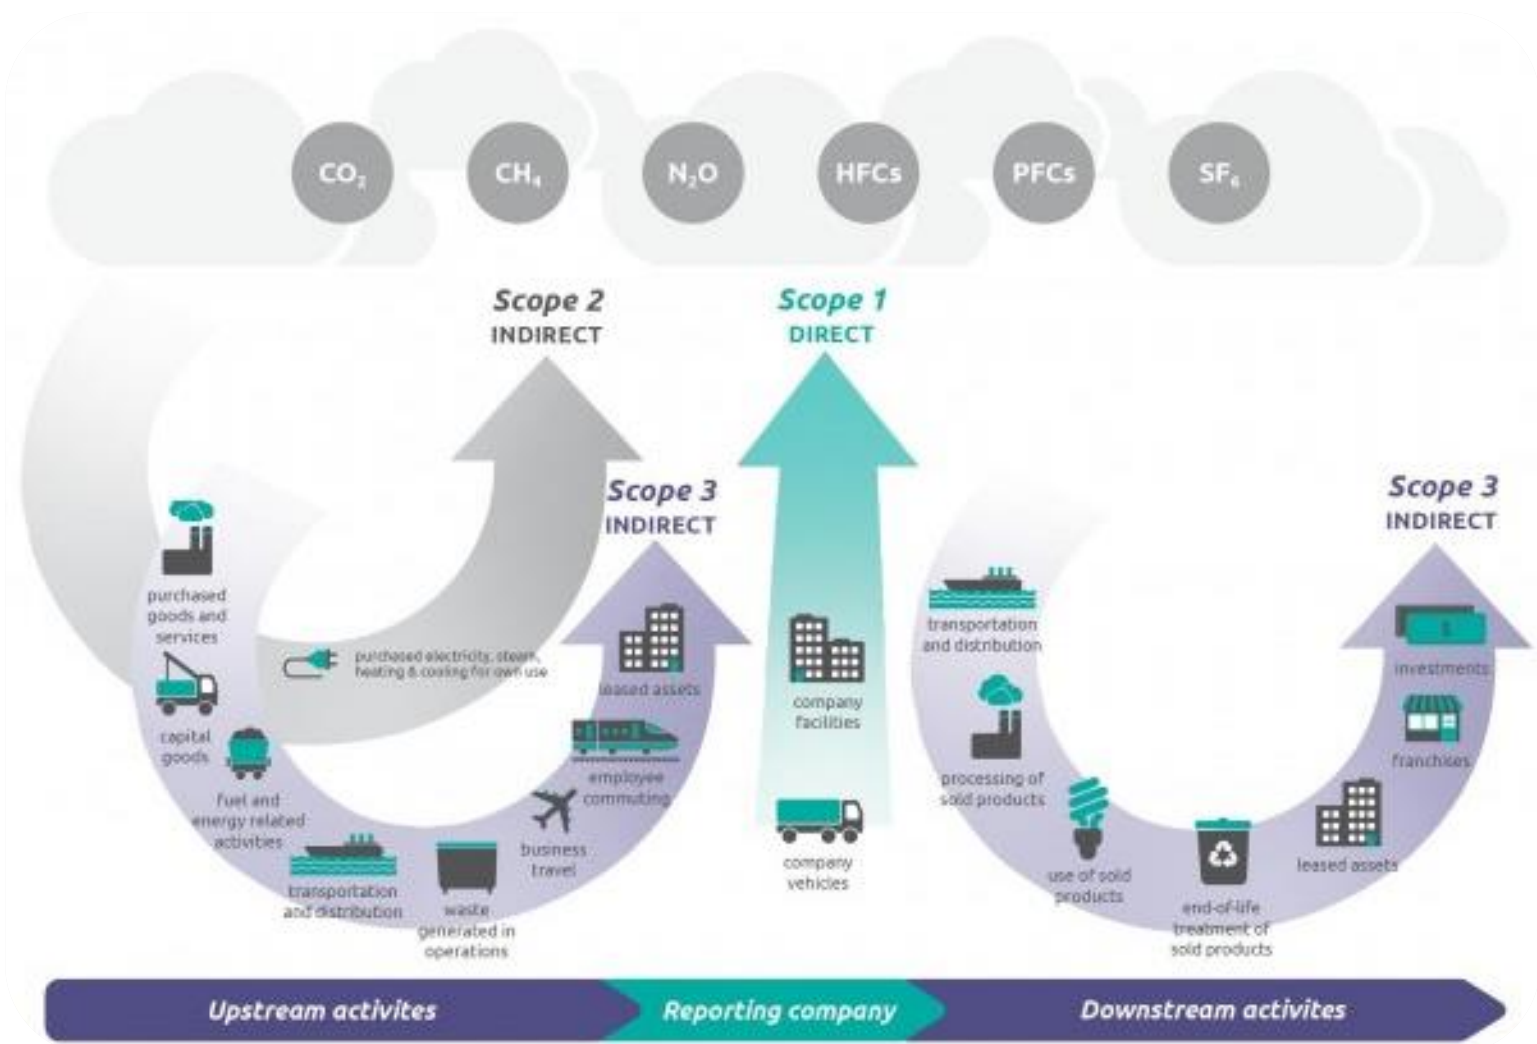 CO₂
CH₄
N₂O
HFCs
PFCs
SF₆
Scope 2
INDIRECT
Scope 1
DIRECT
Scope 3
INDIRECT
Scope 3
INDIRECT
purchased
goods and
services
capital
goods
fuel and
energy related
activities
transportation
and distribution
waste
generated in
operations
business
travel
employee
commuting
leased assets
purchased electricity, steam,
heating & cooling for own use
company
facilities
company
vehicles
transportation
and distribution
processing of
sold products
use of sold
products
end-of-life
treatment of
sold products
leased assets
franchises
investments
$
Upstream activites
Reporting company
Downstream activites